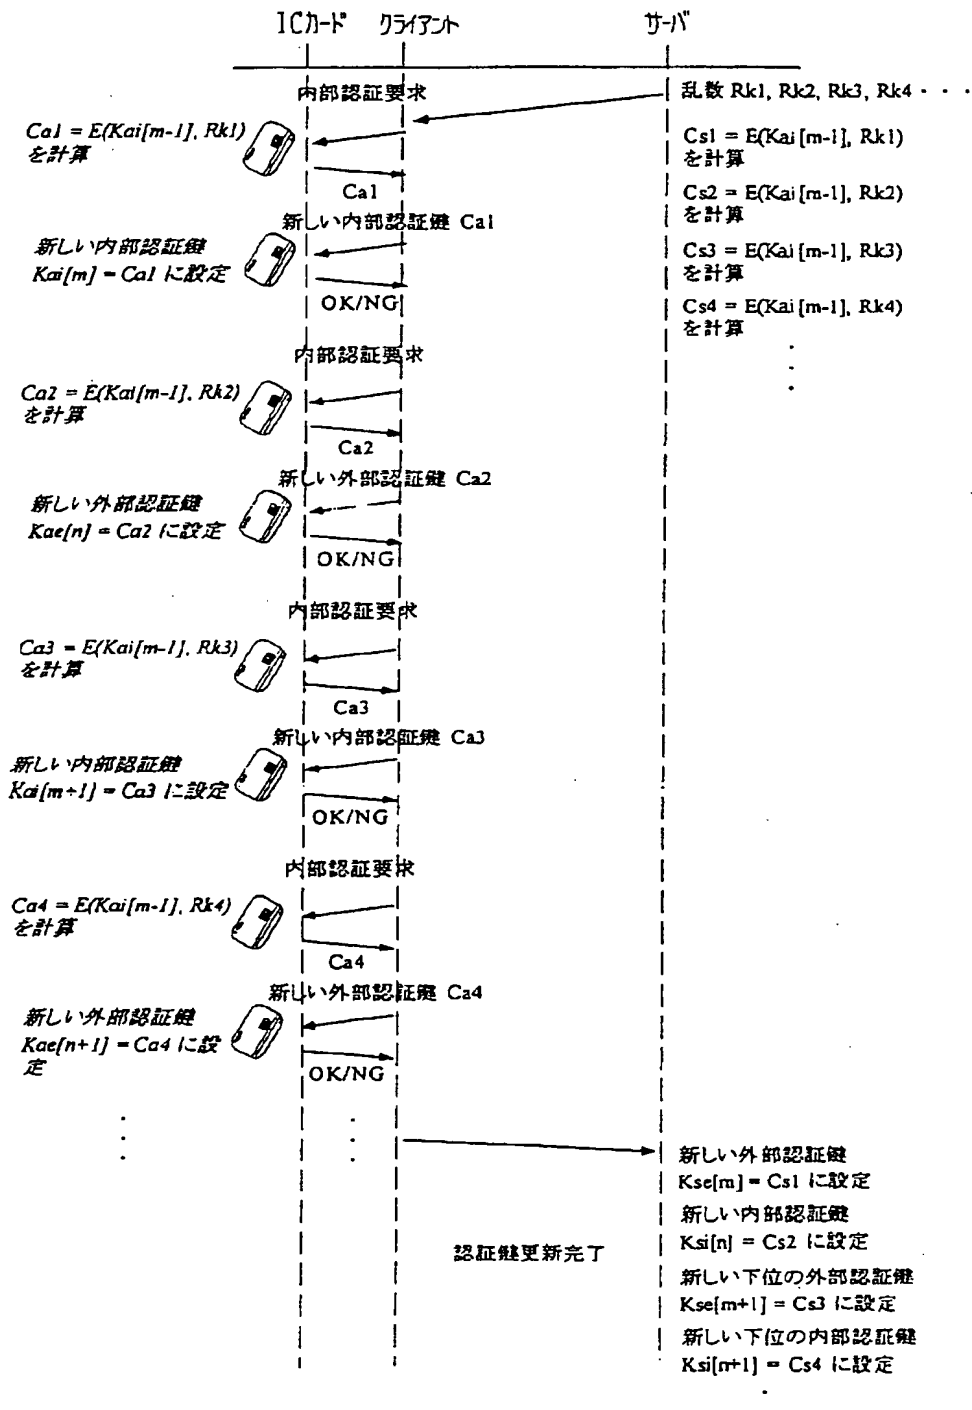 ICカード クライアント サーバ
内部認証要求
乱数 Rk1, Rk2, Rk3, Rk4・・・
Ca1 = E(Kai[m-1], Rk1)
を計算
Cs1 = E(Kai[m-1], Rk1)
を計算
Ca1
Cs2 = E(Kai[m-1], Rk2)
を計算
新しい内部認証鍵 Ca1
新しい内部認証鍵
Kai[m] = Ca1 に設定
Cs3 = E(Kai[m-1], Rk3)
を計算
OK/NG
Cs4 = E(Kai[m-1], Rk4)
を計算
内部認証要求
Ca2 = E(Kai[m-1], Rk2)
を計算
Ca2
新しい外部認証鍵 Ca2
新しい外部認証鍵
Kae[n] = Ca2 に設定
OK/NG
内部認証要求
Ca3 = E(Kai[m-1], Rk3)
を計算
Ca3
新しい内部認証鍵 Ca3
新しい内部認証鍵
Kai[m+1] = Ca3 に設定
OK/NG
内部認証要求
Ca4 = E(Kai[m-1], Rk4)
を計算
Ca4
新しい外部認証鍵 Ca4
新しい外部認証鍵
Kae[n+1] = Ca4 に設
定
OK/NG
新しい外部認証鍵
Kse[m] = Cs1 に設定
新しい内部認証鍵
Ksi[n] = Cs2 に設定
認証鍵更新完了
新しい下位の外部認証鍵
Kse[m+1] = Cs3 に設定
新しい下位の内部認証鍵
Ksi[n+1] = Cs4 に設定